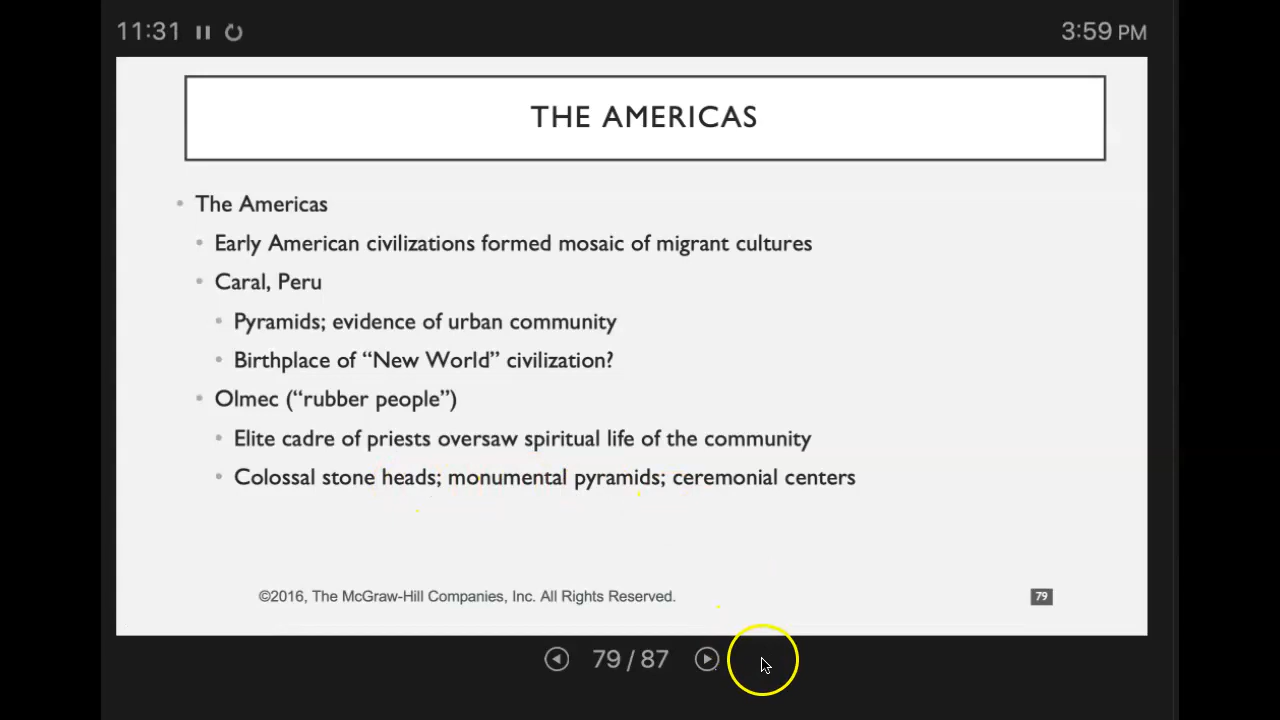 11:31
3:59 PM
THE AMERICAS
• The Americas
• Early American civilizations formed mosaic of migrant cultures
• Caral, Peru
• Pyramids; evidence of urban community
• Birthplace of “New World” civilization?
• Olmec (“rubber people”)
• Elite cadre of priests oversaw spiritual life of the community
• Colossal stone heads; monumental pyramids; ceremonial centers
©2016, The McGraw-Hill Companies, Inc. All Rights Reserved.
79
79 / 87